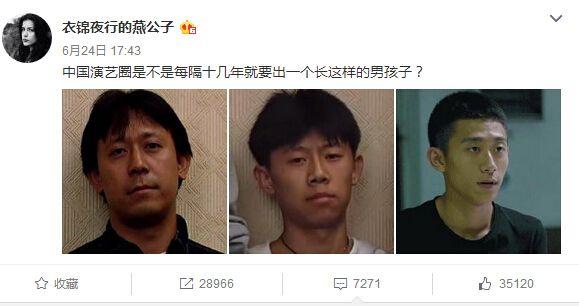 衣锦夜行的燕公子
6月24日 17:43
中国演艺圈是不是每隔十几年就要出一个长这样的男孩子？
收藏 28966 7271 35120